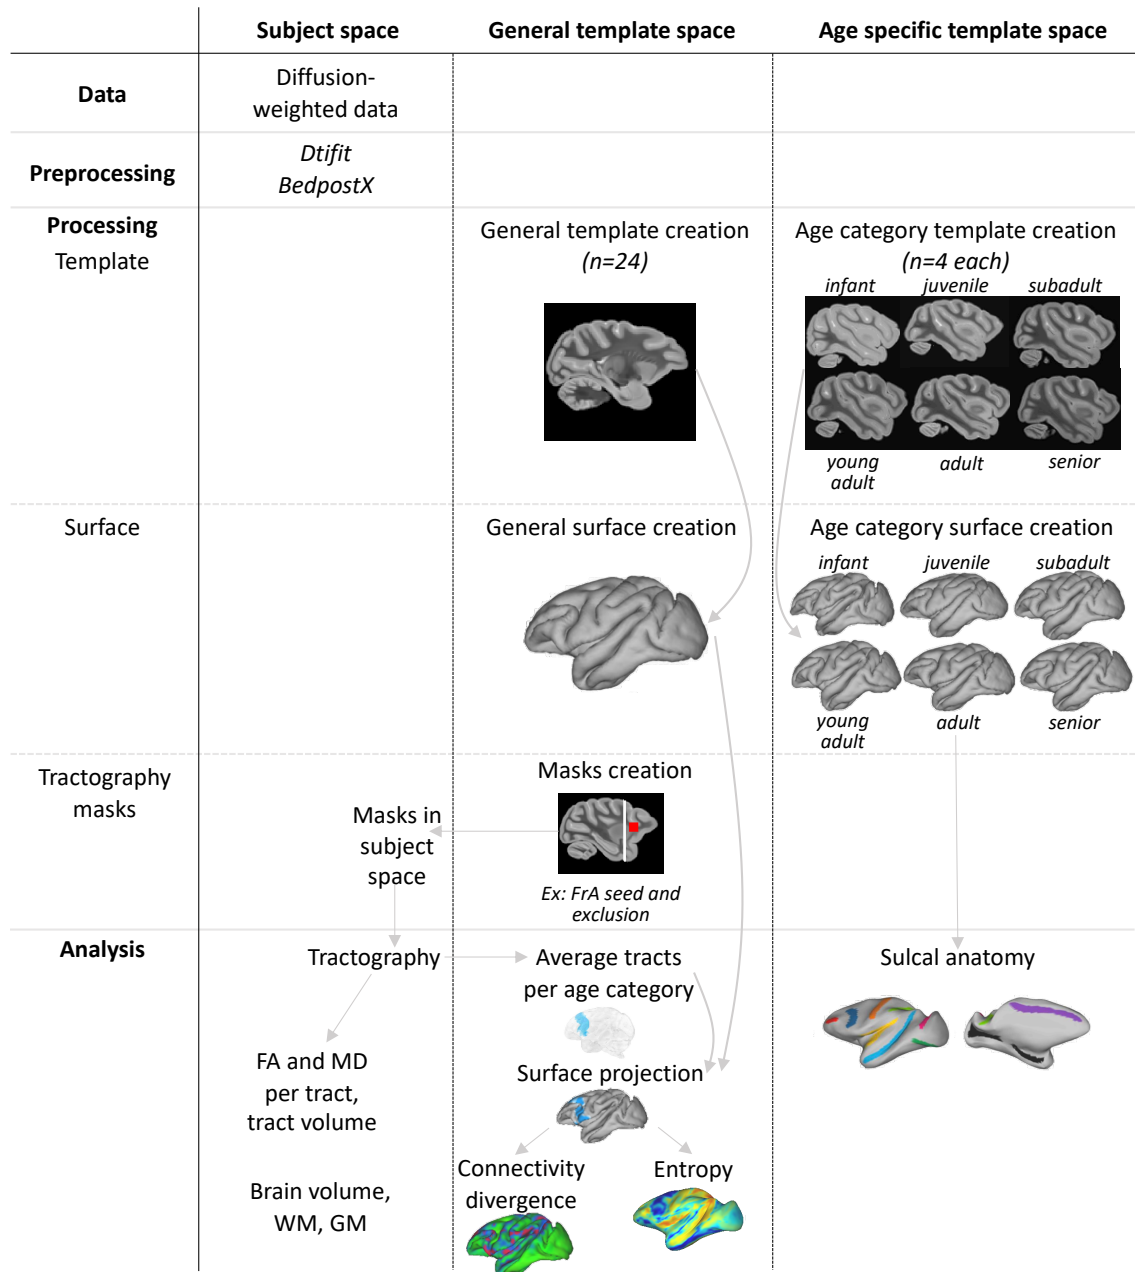 Subject space
General template space
Age specific template space
Data
Diffusion-
weighted data
Preprocessing
Dtifit
BedpostX
Processing
Template
General template creation
(n=24)
Age category template creation
(n=4 each)
infant juvenile subadult
young
adult
adult
senior
Surface
General surface creation
Age category surface creation
infant juvenile subadult
young
adult
adult
senior
Tractography
masks
Masks in
subject
space
Masks creation
Ex: FrA seed and
exclusion
Analysis
Tractography
Average tracts
per age category
Sulcal anatomy
FA and MD
per tract,
tract volume
Surface projection
Brain volume,
WM, GM
Connectivity
divergence
Entropy